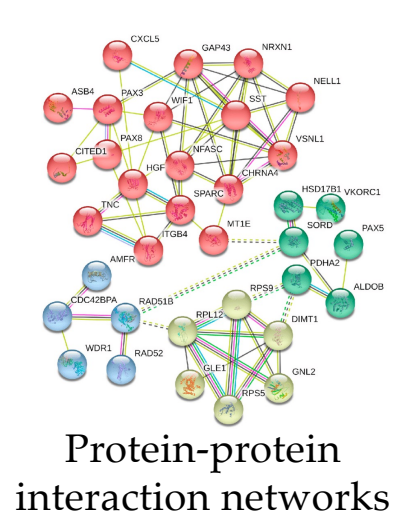 CXCL5
GAP43
NRXN1
NELL1
ASB4
PAX3
WIF1
SST
PAX8
VSNL1
CITED1
NFASC
HGF
CHRNA4
SPARC
HSD17B1
VKORC1
TNC
ITGB4
MT1E
SORD
PAX5
AMFR
PDHA2
RPS9
ALDOB
CDC42BPA
RAD51B
RPL12
DIMT1
WDR1
RAD52
GLE1
GNL2
RPS5
Protein-protein
interaction networks